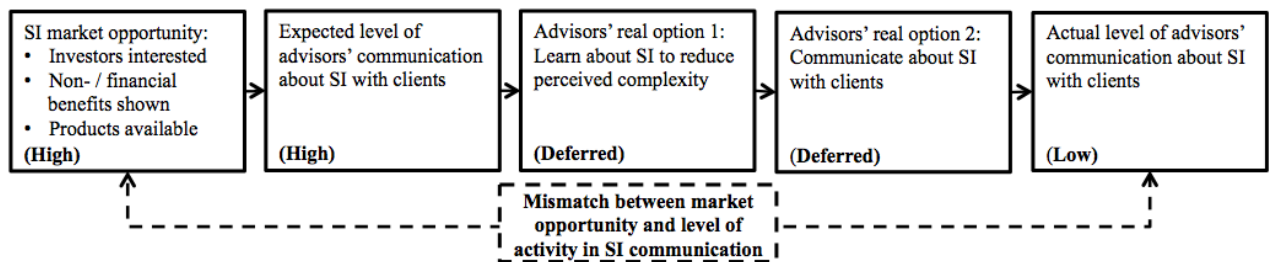 SI market opportunity:
• Investors interested
• Non- / financial
benefits shown
• Products available
(High)
Expected level of
advisors' communication
about SI with clients
(High)
Advisors' real option 1:
Learn about SI to reduce
perceived complexity
(Deferred)
Advisors' real option 2:
Communicate about SI
with clients
(Deferred)
Actual level of advisors'
communication about SI
with clients
(Low)
Mismatch between market
opportunity and level of
activity in SI communication